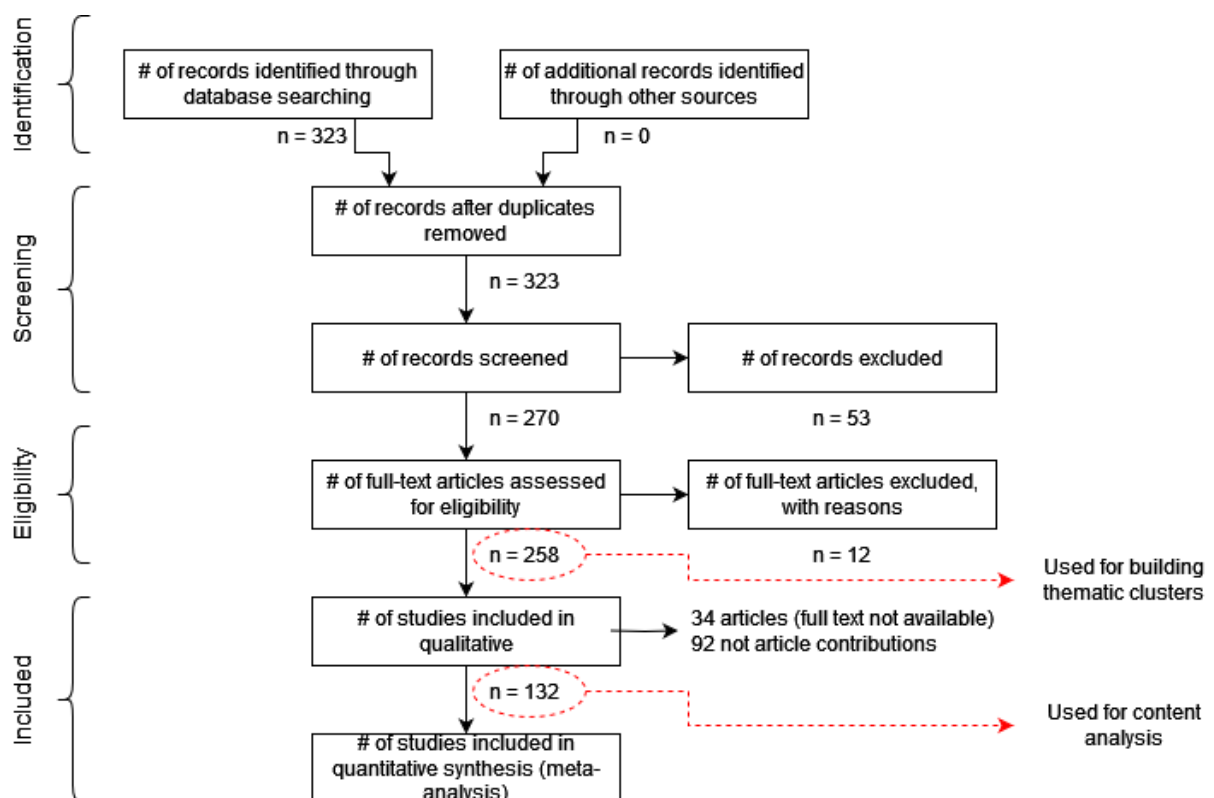 Identification
# of records identified through
database searching
# of additional records identified
through other sources
n = 323
n = 0
Screening
# of records after duplicates
removed
n = 323
# of records screened
# of records excluded
n = 270
n = 53
Eligibility
# of full-text articles assessed
for eligibility
# of full-text articles excluded,
with reasons
n = 258
n = 12
Used for building
thematic clusters
Included
# of studies included in
qualitative
34 articles (full text not available)
92 not article contributions
n = 132
Used for content
analysis
# of studies included in
quantitative synthesis (meta-
analysis)